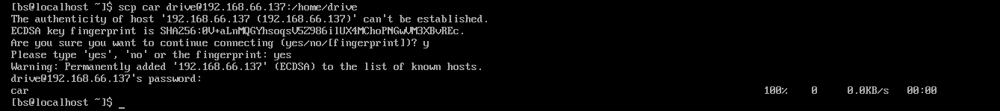 [bs@localhost ~]$ scp car drive@192.168.66.137:/home/drive
The authenticity of host '192.168.66.137 (192.168.66.137)' can't be established.
ECDSA key fingerprint is SHA256:0V+aLnMQGYhsoqsV5Z986ilUX4MChoPNGwVM3XBvREc.
Are you sure you want to continue connecting (yes/no/[fingerprint])? y
Please type 'yes', 'no' or the fingerprint: yes
Warning: Permanently added '192.168.66.137' (ECDSA) to the list of known hosts.
drive@192.168.66.137's password:
car 100% 0 0.0KB/s 00:00
[bs@localhost ~]$ _